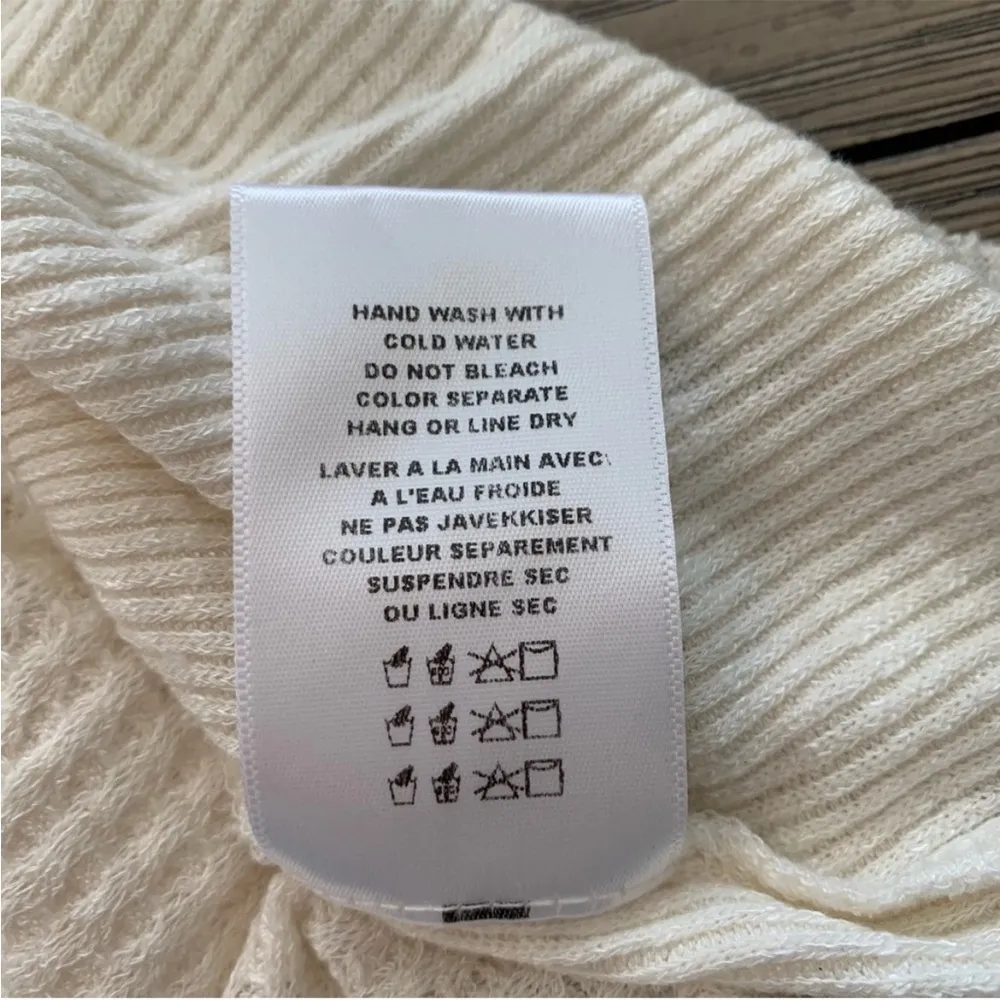 HAND WASH WITH
COLD WATER
DO NOT BLEACH
COLOR SEPARATE
HANG OR LINE DRY
LAVER A LA MAIN AVEC
A L'EAU FROIDE
NE PAS JAVEKKISER
COULEUR SEPAREMENT
SUSPENDRE SEC
OU LIGNE SEC